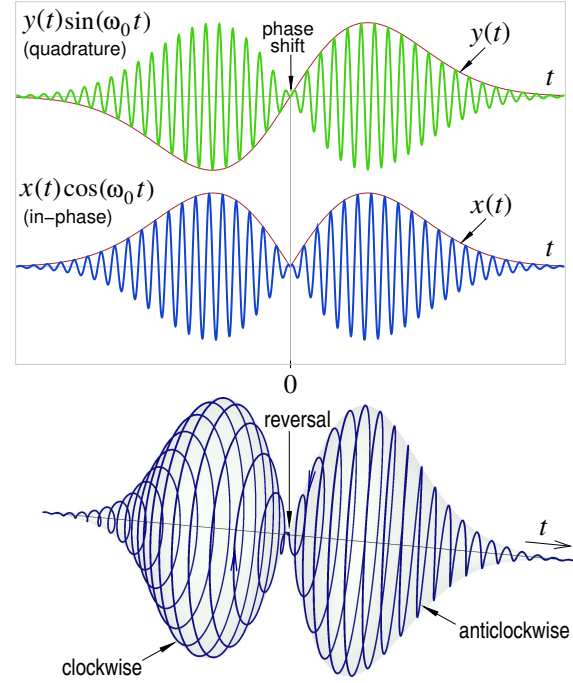 y(t)sin(ω₀t)
(quadrature)
phase
shift
y(t)
t
x(t)cos(ω₀t)
(in−phase)
x(t)
t
0
reversal
t
anticlockwise
clockwise